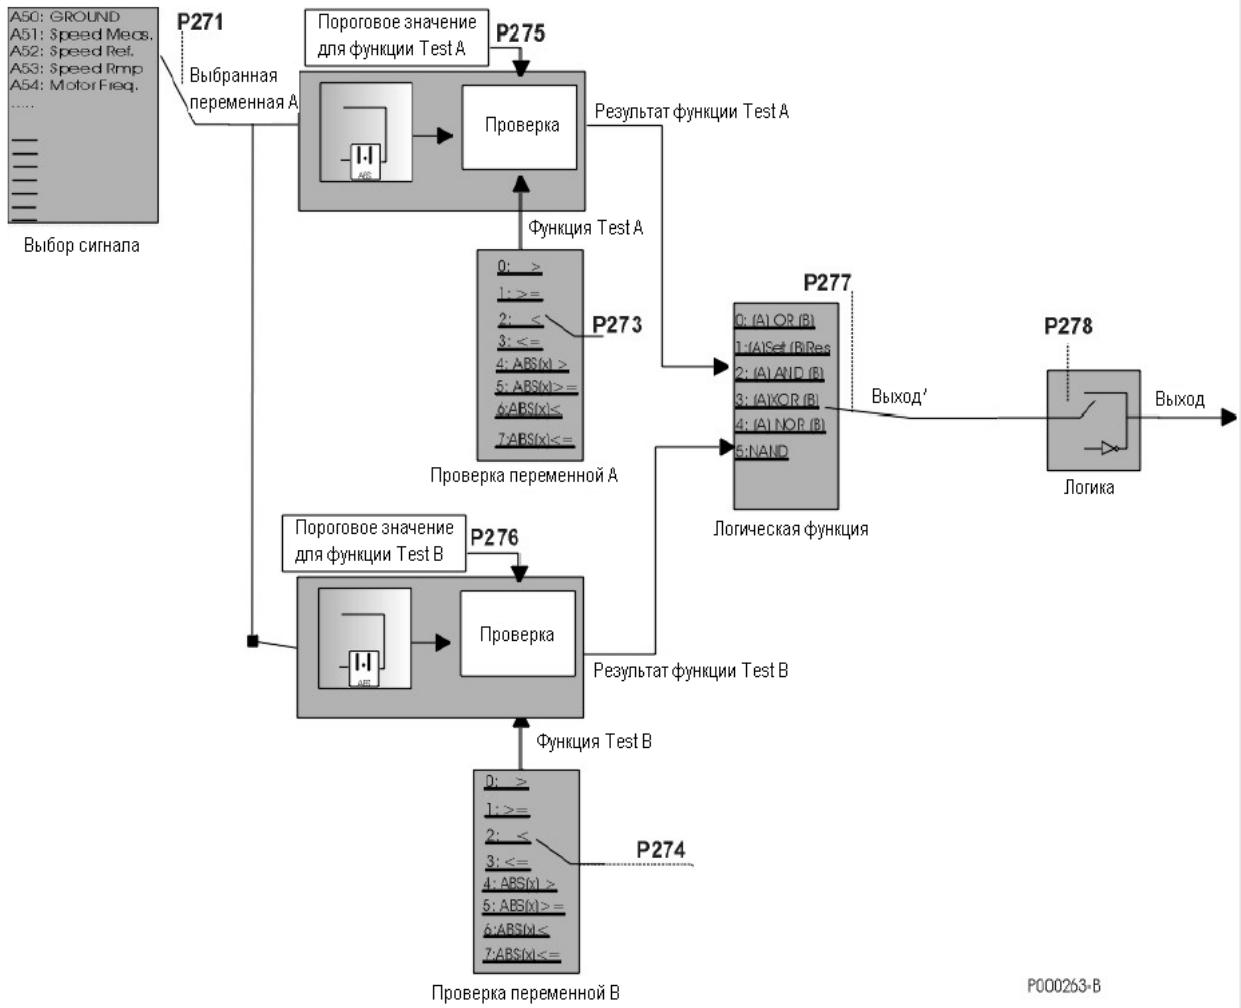 A50: GROUND
A51: Speed Meas.
A52: Speed Ref.
A53: Speed Rmp
A54: Motor Freq.
.....
Выбор сигнала
P271
Выбранная
переменная A
Пороговое значение
для функции Test A
P275
Проверка
ABS
Результат функции Test A
Функция Test A
0: >
1: >=
2: <
3: <=
4: ABS(x) >
5: ABS(x)>=
6:ABS(x)<
7:ABS(x)<=
P273
Проверка переменной A
P277
0: (A) OR (B)
1:(A)Set (B)Res
2: (A) AND (B)
3: (A)XOR (B)
4: (A) NOR (B)
5:NAND
Логическая функция
Выход'
P278
Выход
Логика
Пороговое значение
для функции Test B
P276
Проверка
ABS
Результат функции Test B
Функция Test B
0: >
1: >=
2: <
3: <=
4: ABS(x) >
5: ABS(x)>=
6:ABS(x)<
7:ABS(x)<=
P274
Проверка переменной B
P000263-B